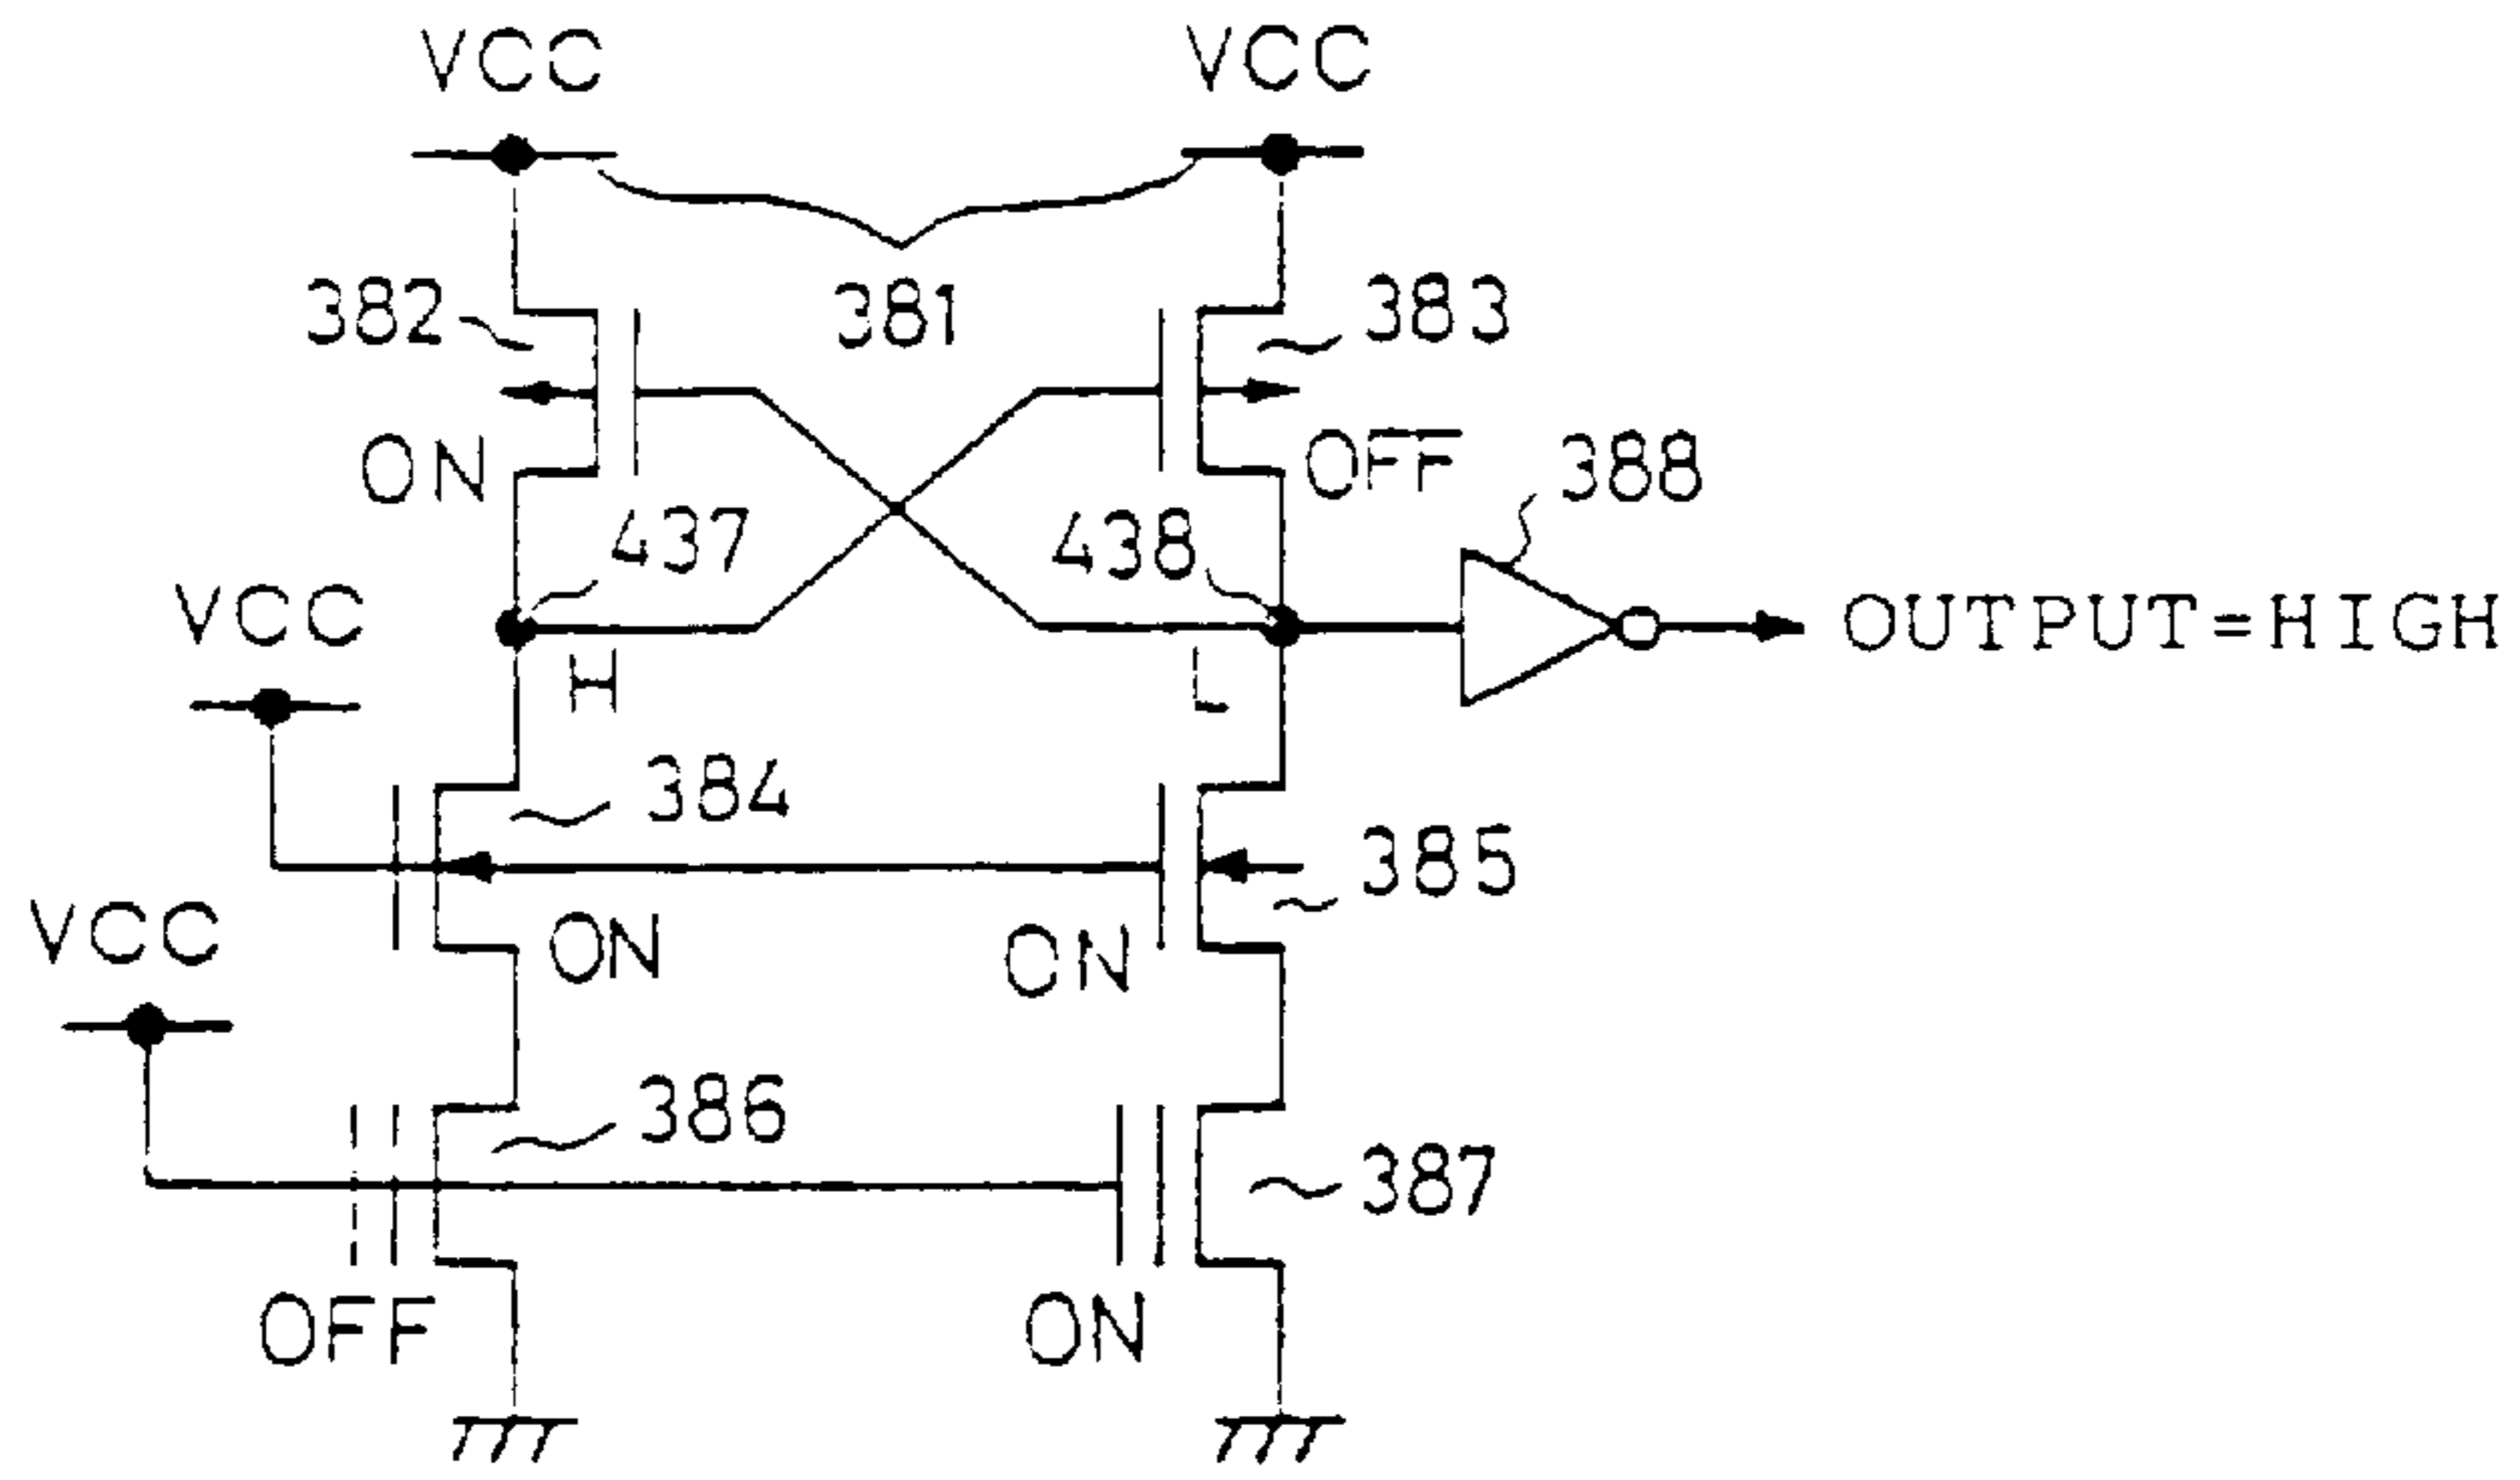 VCC
VCC
382
381
383
ON
OFF
388
437
438
VCC
OUTPUT=HIGH
H
L
384
385
VCC
ON
ON
386
387
OFF
ON